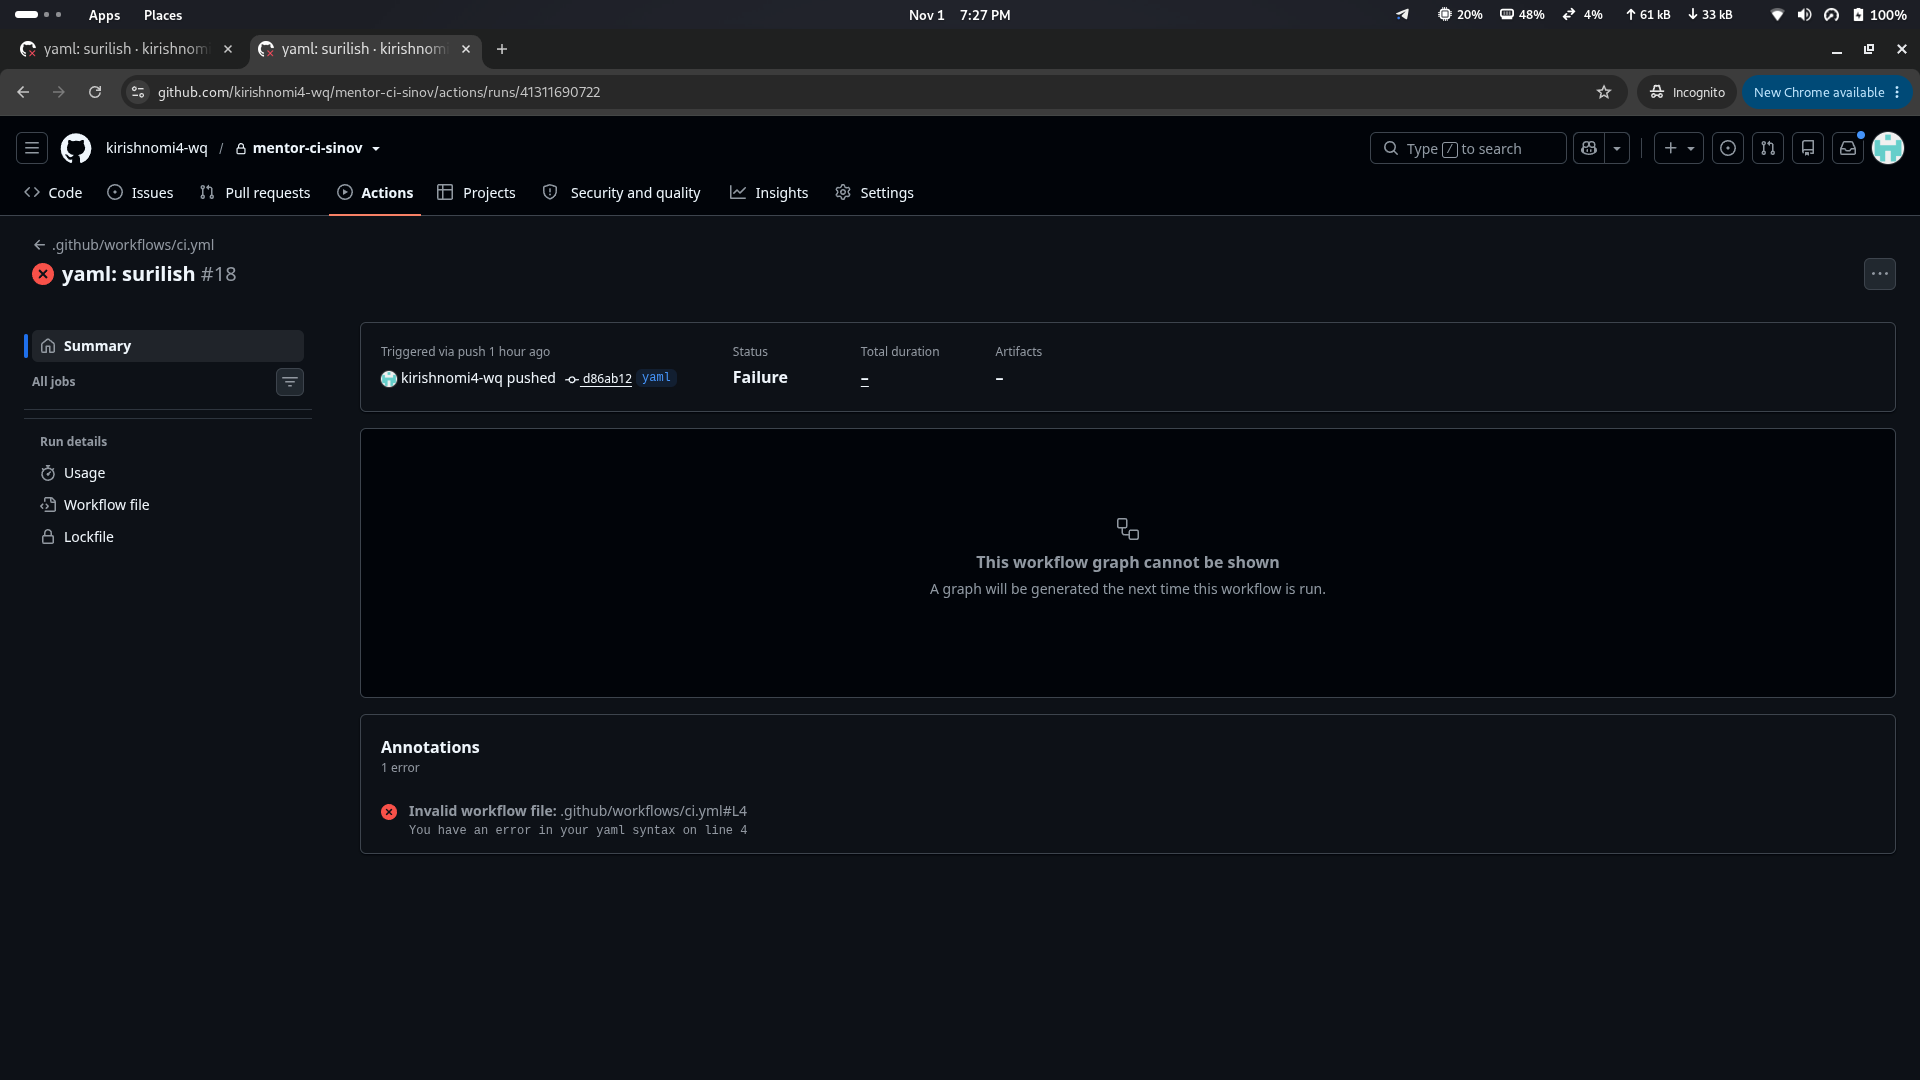 Apps Places Nov 1 7:27 PM 20% 48% 4% 61 kB 33 kB 100%
yaml: surilish · kirishnom yaml: surilish · kirishnom
github.com/kirishnomi4-wq/mentor-ci-sinov/actions/runs/41311690722 Incognito New Chrome available
kirishnomi4-wq / mentor-ci-sinov Type / to search
Code Issues Pull requests Actions Projects Security and quality Insights Settings
.github/workflows/ci.yml
yaml: surilish #18
Summary
All jobs
Run details
Usage
Workflow file
Lockfile
Triggered via push 1 hour ago Status Total duration Artifacts
kirishnomi4-wq pushed d86ab12 yaml Failure – –
This workflow graph cannot be shown
A graph will be generated the next time this workflow is run.
Annotations
1 error
Invalid workflow file: .github/workflows/ci.yml#L4
You have an error in your yaml syntax on line 4